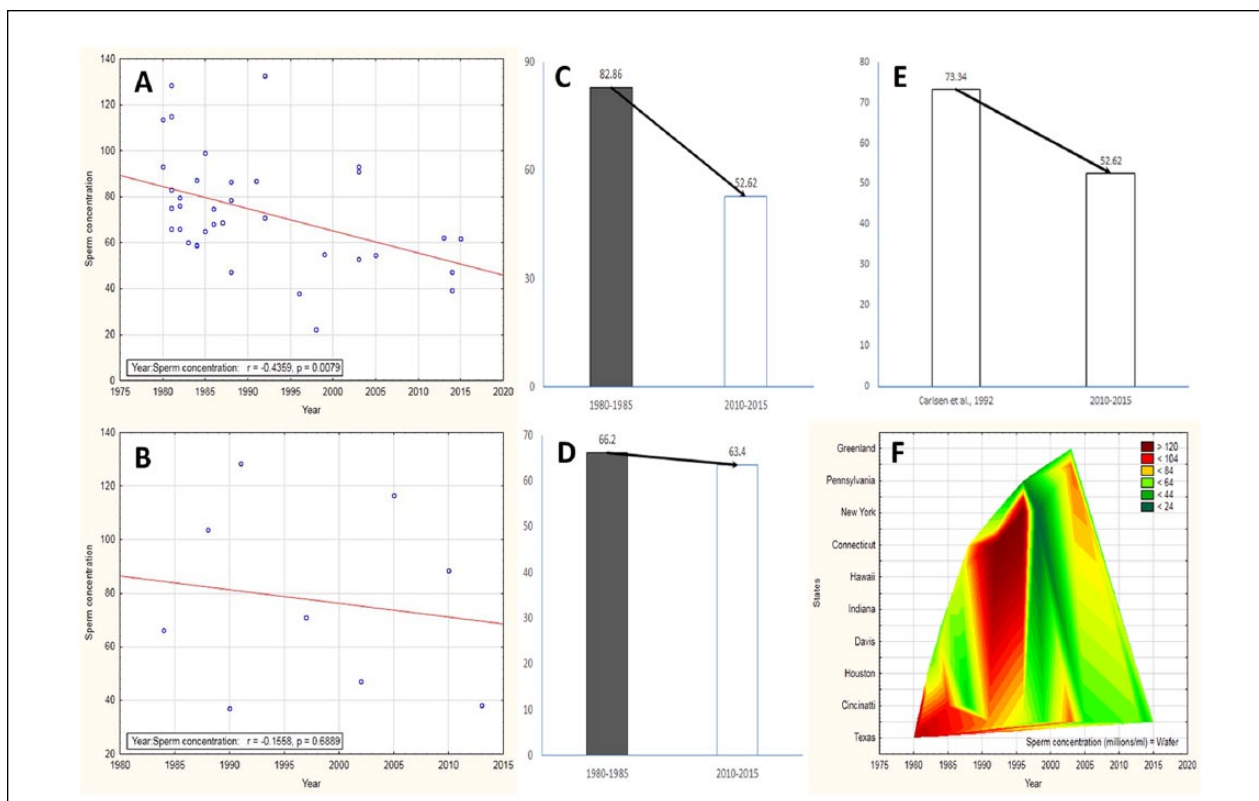 A
140
120
100
80
60
40
20
0
Sperm concentration
Year:Sperm concentration: r = -0.4359, p = 0.0079
1975 1980 1985 1990 1995 2000 2005 2010 2015 2020
Year
C
90
60
30
0
82.86
52.62
1980-1985 2010-2015
E
80
70
60
50
40
30
20
10
0
73.34
52.62
Carlsen et al., 1992 2010-2015
B
140
120
100
80
60
40
20
Sperm concentration
Year:Sperm concentration: r = -0.1558, p = 0.6889
1980 1985 1990 1995 2000 2005 2010 2015
Year
D
70
60
50
40
30
20
10
0
66.2
63.4
1980-1985 2010-2015
F
> 120
< 104
< 84
< 64
< 44
< 24
Greenland
Pennsylvania
New York
Connecticut
Hawaii
Indiana
Davis
Houston
Cincinatti
Texas
States
Sperm concentration (millions/ml) = Wafer
1975 1980 1985 1990 1995 2000 2005 2010 2015 2020
Year